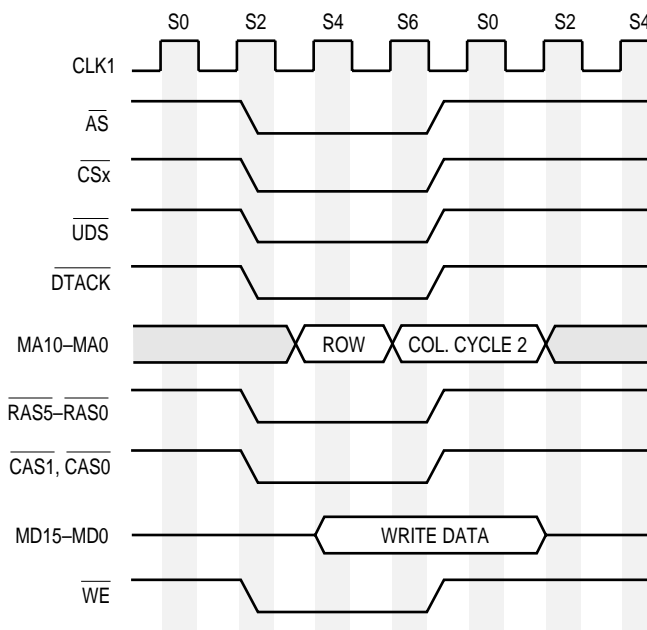 S0 S2 S4 S6 S0 S2 S4
CLK1
AS
CSx
UDS
DTACK
MA10–MA0 ROW COL. CYCLE 2
RAS5–RAS0
CAS1, CAS0
MD15–MD0 WRITE DATA
WE